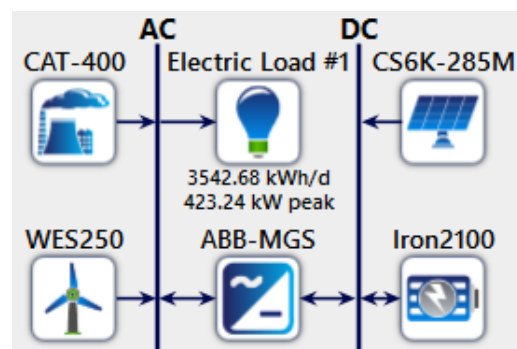 AC DC
CAT-400 Electric Load #1 CS6K-285M
3542.68 kWh/d
423.24 kW peak
WES250 ABB-MGS Iron2100